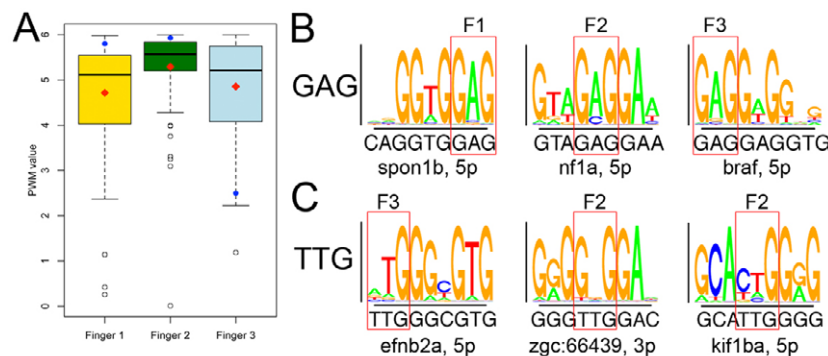 A
PWM value
6
5
4
3
2
1
0
Finger 1 Finger 2 Finger 3
B
F1 F2 F3
GAG
CAGGTGGAG GTAGAGGAA GAGGAGGTG
spon1b, 5p nf1a, 5p braf, 5p
C
F3 F2 F2
TTG
TTGGGCGTG GGGTTGGAC GCATTGGGG
efnb2a, 5p zgc:66439, 3p kif1ba, 5p